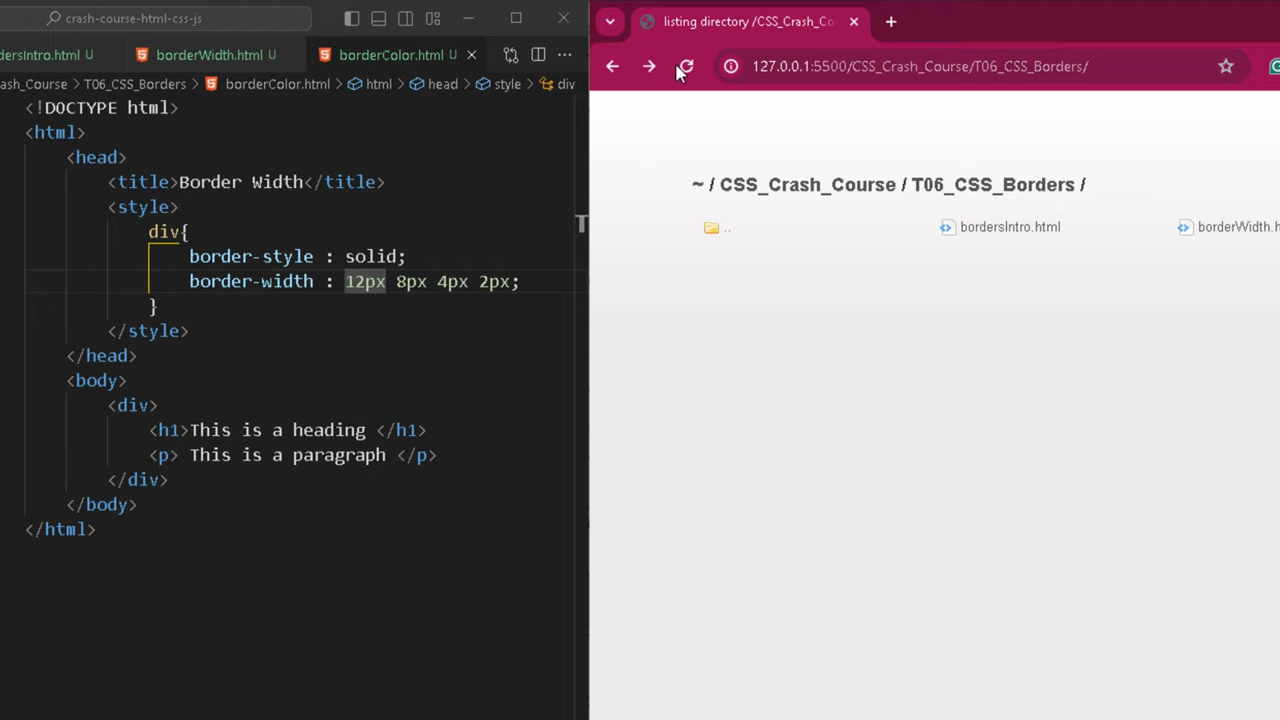 crash-course-html-css-js
dersIntro.html U
borderWidth.html U
borderColor.html U
ash_Course > T06_CSS_Borders > borderColor.html > html > head > style > div
<!DOCTYPE html>
<html>
<head>
<title>Border Width</title>
<style>
div{
border-style : solid;
border-width : 12px 8px 4px 2px;
}
</style>
</head>
<body>
<div>
<h1>This is a heading </h1>
<p> This is a paragraph </p>
</div>
</body>
</html>
listing directory /CSS_Crash_Co
127.0.0.1:5500/CSS_Crash_Course/T06_CSS_Borders/
~ / CSS_Crash_Course / T06_CSS_Borders /
..
bordersIntro.html
borderWidth.h